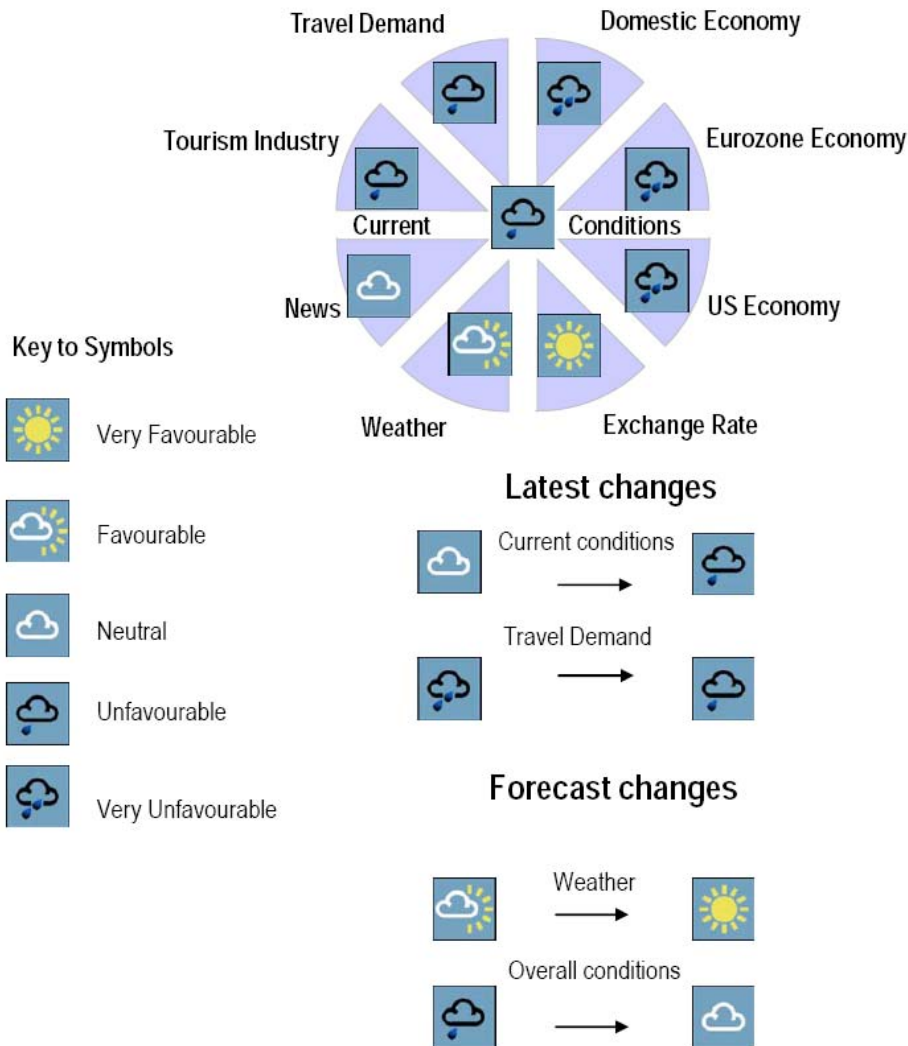 Travel Demand
Domestic Economy
Tourism Industry
Eurozone Economy
Current
Conditions
News
US Economy
Weather
Exchange Rate
Key to Symbols
Very Favourable
Favourable
Neutral
Unfavourable
Very Unfavourable
Latest changes
Current conditions
Travel Demand
Forecast changes
Weather
Overall conditions